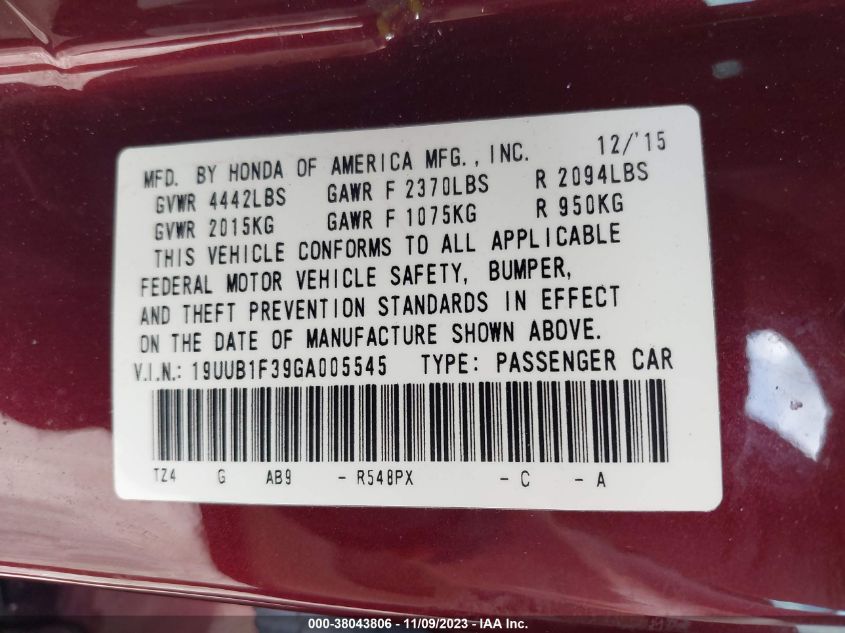 MFD. BY HONDA OF AMERICA MFG., INC. 12/'15
GVWR 4442LBS GAWR F 2370LBS R 2094LBS
GVWR 2015KG GAWR F 1075KG R 950KG
THIS VEHICLE CONFORMS TO ALL APPLICABLE
FEDERAL MOTOR VEHICLE SAFETY, BUMPER,
AND THEFT PREVENTION STANDARDS IN EFFECT
ON THE DATE OF MANUFACTURE SHOWN ABOVE.
V.I.N.: 19UUB1F39GA005545 TYPE: PASSENGER CAR
TZ4 G AB9 - R548PX - C - A
000-38043806 - 11/09/2023 - IAA Inc.